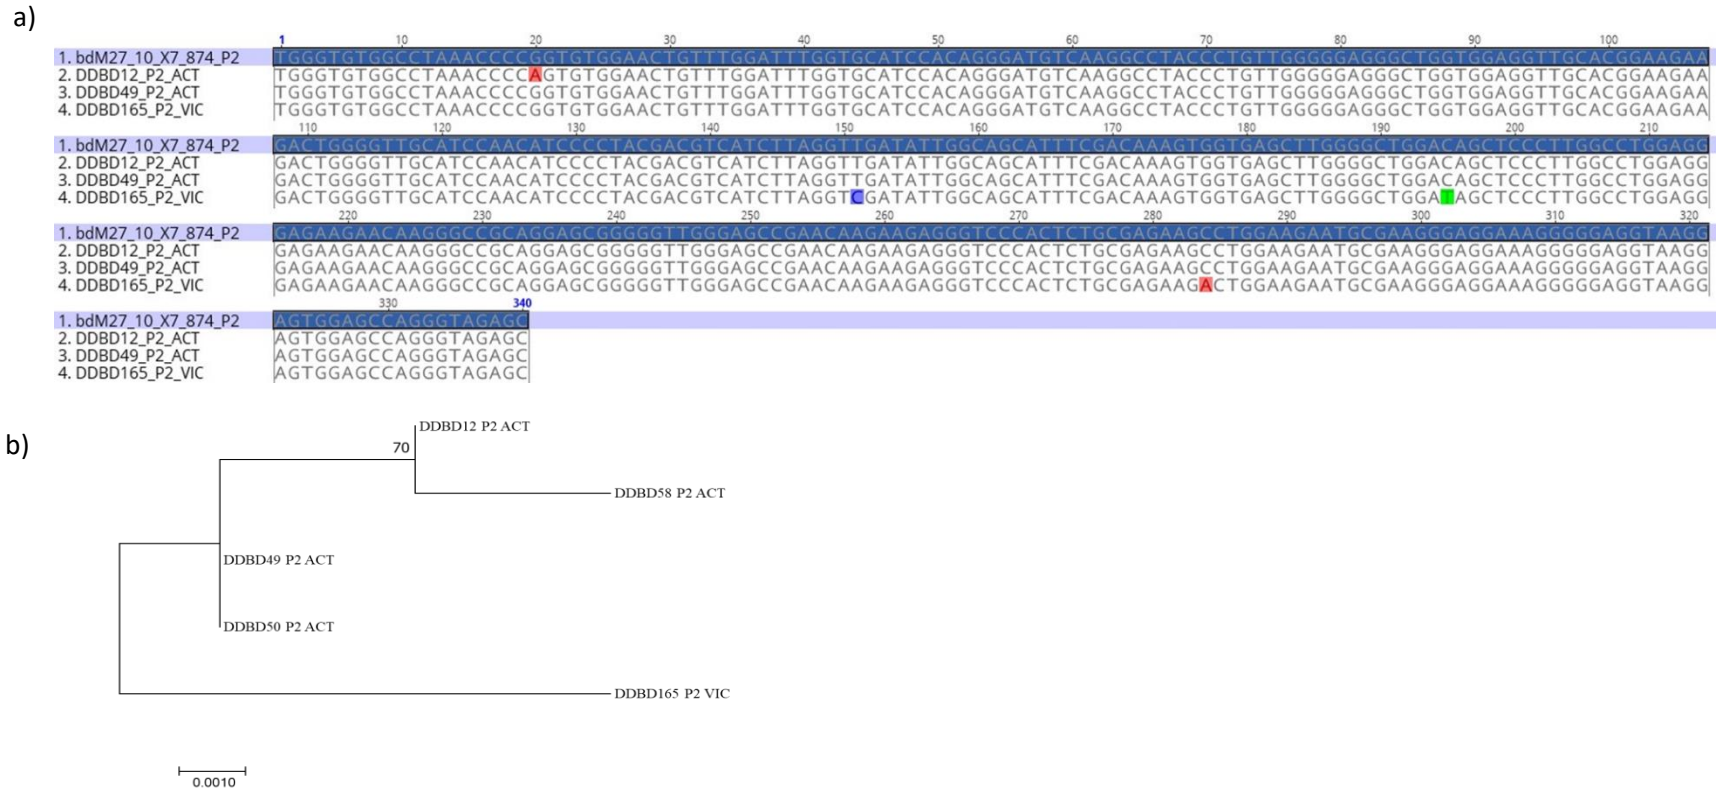 a)
1 10 20 30 40 50 60 70 80 90 100
1. bdM27_10_X7_874_P2 TGGGTGTGGCCTAAACCCCGGTGTGGAACTGTTTGGATTTGGTGCATCCACAGGGATGTCAAGGCCTACCCTGTTGGGGGAGGGCTGGTGGAGGTTGCACGGAAGAA
2. DDBD12_P2_ACT TGGGTGTGGCCTAAACCCCAGTGTGGAACTGTTTGGATTTGGTGCATCCACAGGGATGTCAAGGCCTACCCTGTTGGGGGAGGGCTGGTGGAGGTTGCACGGAAGAA
3. DDBD49_P2_ACT TGGGTGTGGCCTAAACCCCGGTGTGGAACTGTTTGGATTTGGTGCATCCACAGGGATGTCAAGGCCTACCCTGTTGGGGGAGGGCTGGTGGAGGTTGCACGGAAGAA
4. DDBD165_P2_VIC TGGGTGTGGCCTAAACCCCGGTGTGGAACTGTTTGGATTTGGTGCATCCACAGGGATGTCAAGGCCTACCCTGTTGGGGGAGGGCTGGTGGAGGTTGCACGGAAGAA
110 120 130 140 150 160 170 180 190 200 210
1. bdM27_10_X7_874_P2 GACTGGGGTTGCATCCAACATCCCCTACGACGTCATCTTAGGTTGATATTGGCAGCATTTCGACAAAGTGGTGAGCTTGGGGCTGGACAGCTCCCTTGGCCTGGAGG
2. DDBD12_P2_ACT GACTGGGGTTGCATCCAACATCCCCTACGACGTCATCTTAGGTTGATATTGGCAGCATTTCGACAAAGTGGTGAGCTTGGGGCTGGACAGCTCCCTTGGCCTGGAGG
3. DDBD49_P2_ACT GACTGGGGTTGCATCCAACATCCCCTACGACGTCATCTTAGGTTGATATTGGCAGCATTTCGACAAAGTGGTGAGCTTGGGGCTGGACAGCTCCCTTGGCCTGGAGG
4. DDBD165_P2_VIC GACTGGGGTTGCATCCAACATCCCCTACGACGTCATCTTAGGTCGATATTGGCAGCATTTCGACAAAGTGGTGAGCTTGGGGCTGGATAGCTCCCTTGGCCTGGAGG
220 230 240 250 260 270 280 290 300 310 320
1. bdM27_10_X7_874_P2 GAGAAGAACAAGGGCCGCAGGAGCGGGGGTTGGGAGCCGAACAAGAAGAGGGTCCCACTCTGCGAGAAGCCTGGAAGAATGCGAAGGGAGGAAAGGGGGAGGTAAGG
2. DDBD12_P2_ACT GAGAAGAACAAGGGCCGCAGGAGCGGGGGTTGGGAGCCGAACAAGAAGAGGGTCCCACTCTGCGAGAAGCCTGGAAGAATGCGAAGGGAGGAAAGGGGGAGGTAAGG
3. DDBD49_P2_ACT GAGAAGAACAAGGGCCGCAGGAGCGGGGGTTGGGAGCCGAACAAGAAGAGGGTCCCACTCTGCGAGAAGCCTGGAAGAATGCGAAGGGAGGAAAGGGGGAGGTAAGG
4. DDBD165_P2_VIC GAGAAGAACAAGGGCCGCAGGAGCGGGGGTTGGGAGCCGAACAAGAAGAGGGTCCCACTCTGCGAGAAGACTGGAAGAATGCGAAGGGAGGAAAGGGGGAGGTAAGG
330 340
1. bdM27_10_X7_874_P2 AGTGGAGCCAGGGTAGAGC
2. DDBD12_P2_ACT AGTGGAGCCAGGGTAGAGC
3. DDBD49_P2_ACT AGTGGAGCCAGGGTAGAGC
4. DDBD165_P2_VIC AGTGGAGCCAGGGTAGAGC
b)
DDBD12 P2 ACT
70
DDBD58 P2 ACT
DDBD49 P2 ACT
DDBD50 P2 ACT
DDBD165 P2 VIC
0.0010